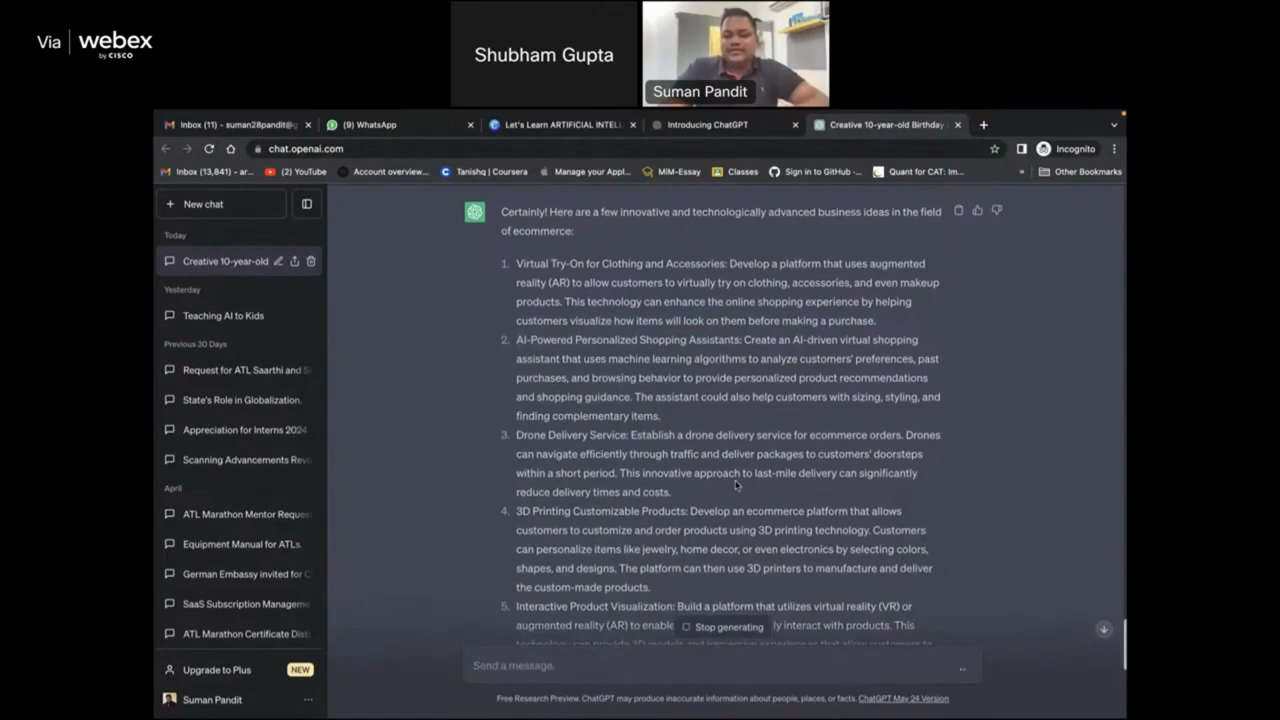 Via | webex
by CISCO
Shubham Gupta
Suman Pandit
Inbox (11) - suman28pandit@g
(9) WhatsApp
Let's Learn ARTIFICIAL INTEL
Introducing ChatGPT
Creative 10-year-old Birthday
chat.openai.com
Incognito
Inbox (13,841) - ar...
(2) YouTube
Account overview...
Tanishq | Coursera
Manage your Appl...
MiM-Essay
Classes
Sign in to GitHub ·...
Quant for CAT: Im...
»
Other Bookmarks
+ New chat
Today
Creative 10-year-old
Yesterday
Teaching AI to Kids
Previous 30 Days
Request for ATL Saarthi and S
State's Role in Globalization.
Appreciation for Interns 2024
Scanning Advancements Reve
April
ATL Marathon Mentor Reques
Equipment Manual for ATLs.
German Embassy invited for C
SaaS Subscription Manageme
ATL Marathon Certificate Dist
Upgrade to Plus NEW
Suman Pandit ...
Certainly! Here are a few innovative and technologically advanced business ideas in the field
of ecommerce:
1. Virtual Try-On for Clothing and Accessories: Develop a platform that uses augmented
reality (AR) to allow customers to virtually try on clothing, accessories, and even makeup
products. This technology can enhance the online shopping experience by helping
customers visualize how items will look on them before making a purchase.
2. AI-Powered Personalized Shopping Assistants: Create an AI-driven virtual shopping
assistant that uses machine learning algorithms to analyze customers' preferences, past
purchases, and browsing behavior to provide personalized product recommendations
and shopping guidance. The assistant could also help customers with sizing, styling, and
finding complementary items.
3. Drone Delivery Service: Establish a drone delivery service for ecommerce orders. Drones
can navigate efficiently through traffic and deliver packages to customers' doorsteps
within a short period. This innovative approach to last-mile delivery can significantly
reduce delivery times and costs.
4. 3D Printing Customizable Products: Develop an ecommerce platform that allows
customers to customize and order products using 3D printing technology. Customers
can personalize items like jewelry, home decor, or even electronics by selecting colors,
shapes, and designs. The platform can then use 3D printers to manufacture and deliver
the custom-made products.
5. Interactive Product Visualization: Build a platform that utilizes virtual reality (VR) or
augmented reality (AR) to enable Stop generating ly interact with products. This
technology can provide 3D models and immersive experiences that allow customers to
Send a message.
Free Research Preview. ChatGPT may produce inaccurate information about people, places, or facts. ChatGPT May 24 Version